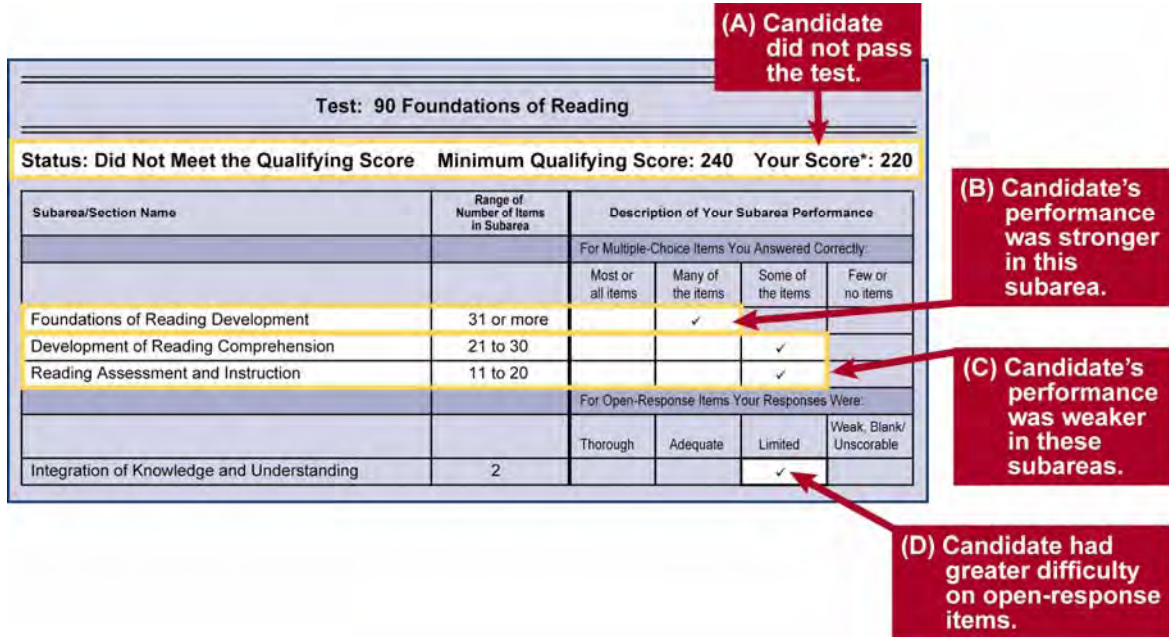 (A) Candidate
did not pass
the test.
Test: 90 Foundations of Reading
Status: Did Not Meet the Qualifying Score Minimum Qualifying Score: 240 Your Score*: 220
Subarea/Section Name
Range of
Number of Items
in Subarea
Description of Your Subarea Performance
For Multiple-Choice Items You Answered Correctly:
Most or
all items
Many of
the items
Some of
the items
Few or
no items
Foundations of Reading Development 31 or more ✓
Development of Reading Comprehension 21 to 30 ✓
Reading Assessment and Instruction 11 to 20 ✓
For Open-Response Items Your Responses Were:
Thorough Adequate Limited
Weak, Blank/
Unscorable
Integration of Knowledge and Understanding 2 ✓
(B) Candidate's
performance
was stronger
in this
subarea.
(C) Candidate's
performance
was weaker
in these
subareas.
(D) Candidate had
greater difficulty
on open-response
items.